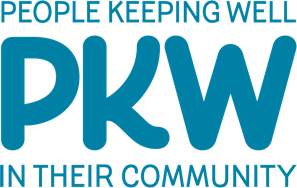 PEOPLE KEEPING WELL
PKW
IN THEIR COMMUNITY